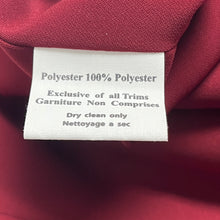 Polyester 100% Polyester
Exclusive of all Trims
Garniture Non Comprises
Dry clean only
Nettoyage a sec